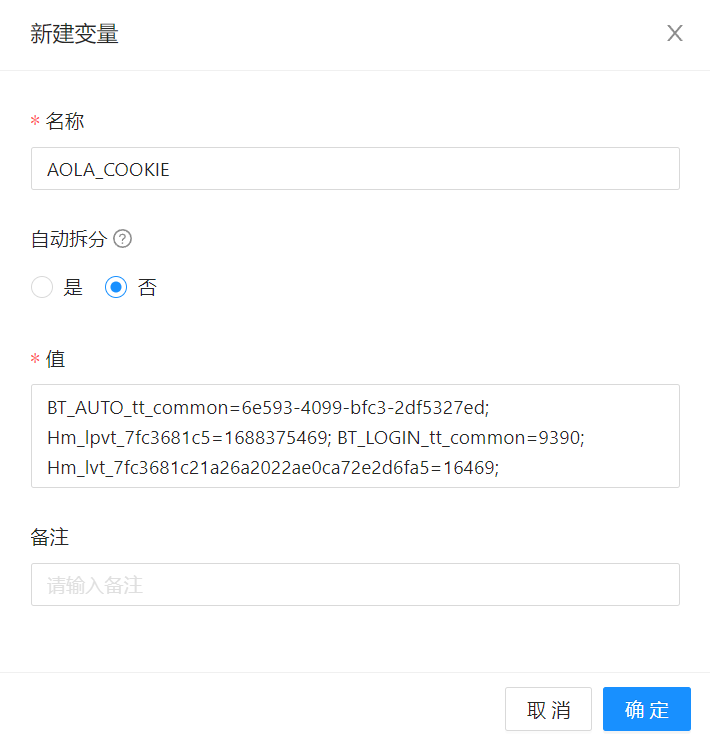 新建变量
* 名称
AOLA_COOKIE
自动拆分 ?
是 否
* 值
BT_AUTO_tt_common=6e593-4099-bfc3-2df5327ed;
Hm_lpvt_7fc3681c5=1688375469; BT_LOGIN_tt_common=9390;
Hm_lvt_7fc3681c21a26a2022ae0ca72e2d6fa5=16469;
备注
请输入备注
取 消 确 定